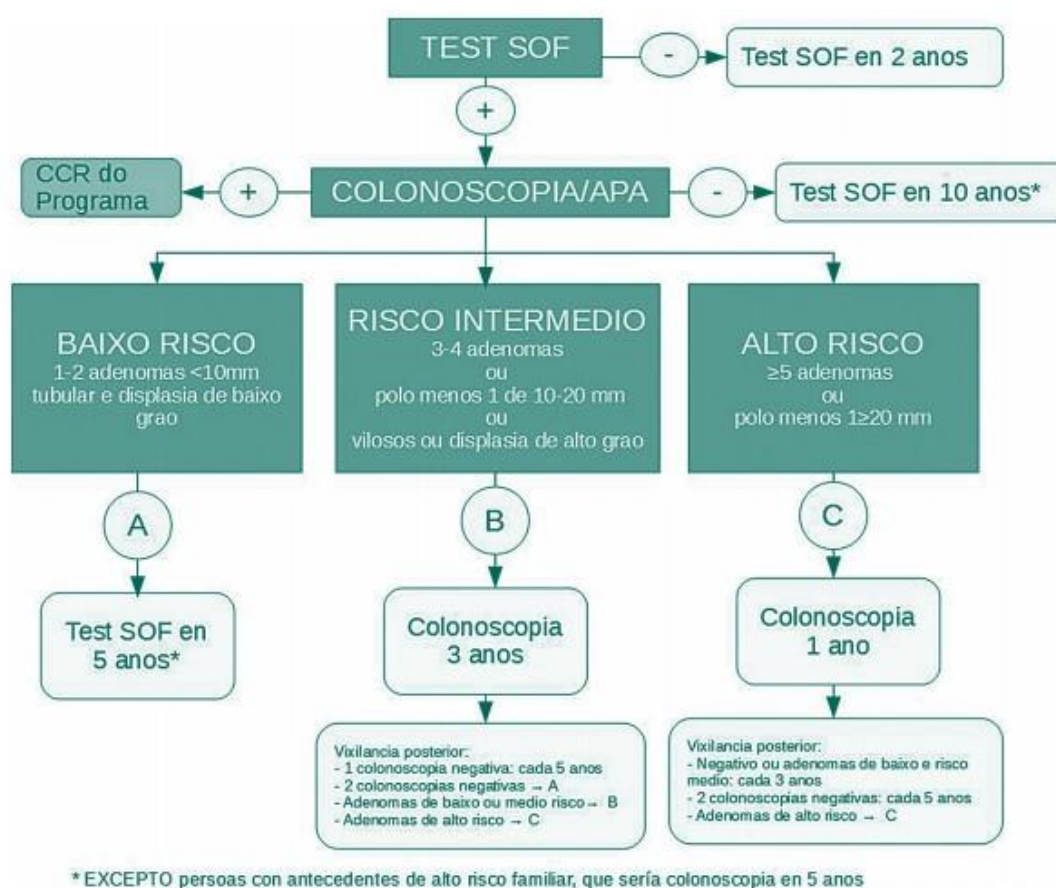 TEST SOF
-
Test SOF en 2 anos
+
CCR do
Programa
+
COLONOSCOPIA/APA
-
Test SOF en 10 anos*
BAIXO RISCO
1-2 adenomas <10mm
tubular e displasia de baixo
grao
RISCO INTERMEDIO
3-4 adenomas
ou
polo menos 1 de 10-20 mm
ou
vilosos ou displasia de alto grao
ALTO RISCO
≥5 adenomas
ou
polo menos 1≥20 mm
A
B
C
Test SOF en
5 anos*
Colonoscopia
3 anos
Colonoscopia
1 ano
Vixilancia posterior:
- 1 colonoscopia negativa: cada 5 anos
- 2 colonoscopias negativas → A
- Adenomas de baixo ou medio risco→ B
- Adenomas de alto risco → C
Vixilancia posterior:
- Negativo ou adenomas de baixo e risco
medio: cada 3 anos
- 2 colonoscopias negativas: cada 5 anos
- Adenomas de alto risco → C
* EXCEPTO persoas con antecedentes de alto risco familiar, que sería colonoscopia en 5 anos